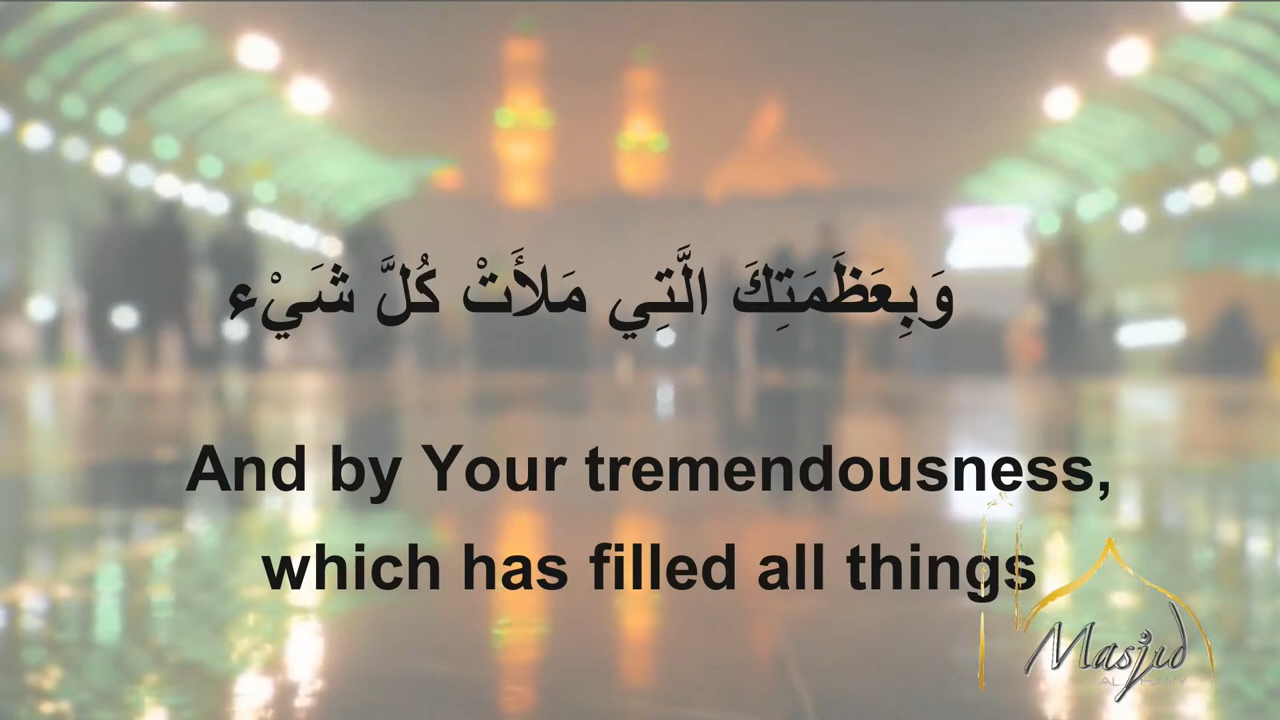 وَبِعَظَمَتِكَ الَّتِي مَلأَتْ كُلَّ شَيْء
And by Your tremendousness,
which has filled all things
Masjid